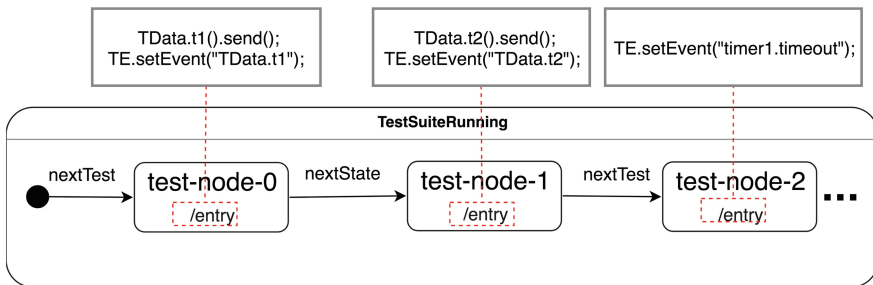 TData.t1().send();
TE.setEvent("TData.t1");
TData.t2().send();
TE.setEvent("TData.t2");
TE.setEvent("timer1.timeout");
TestSuiteRunning
nextTest
test-node-0
/entry
nextState
test-node-1
/entry
nextTest
test-node-2
/entry
...